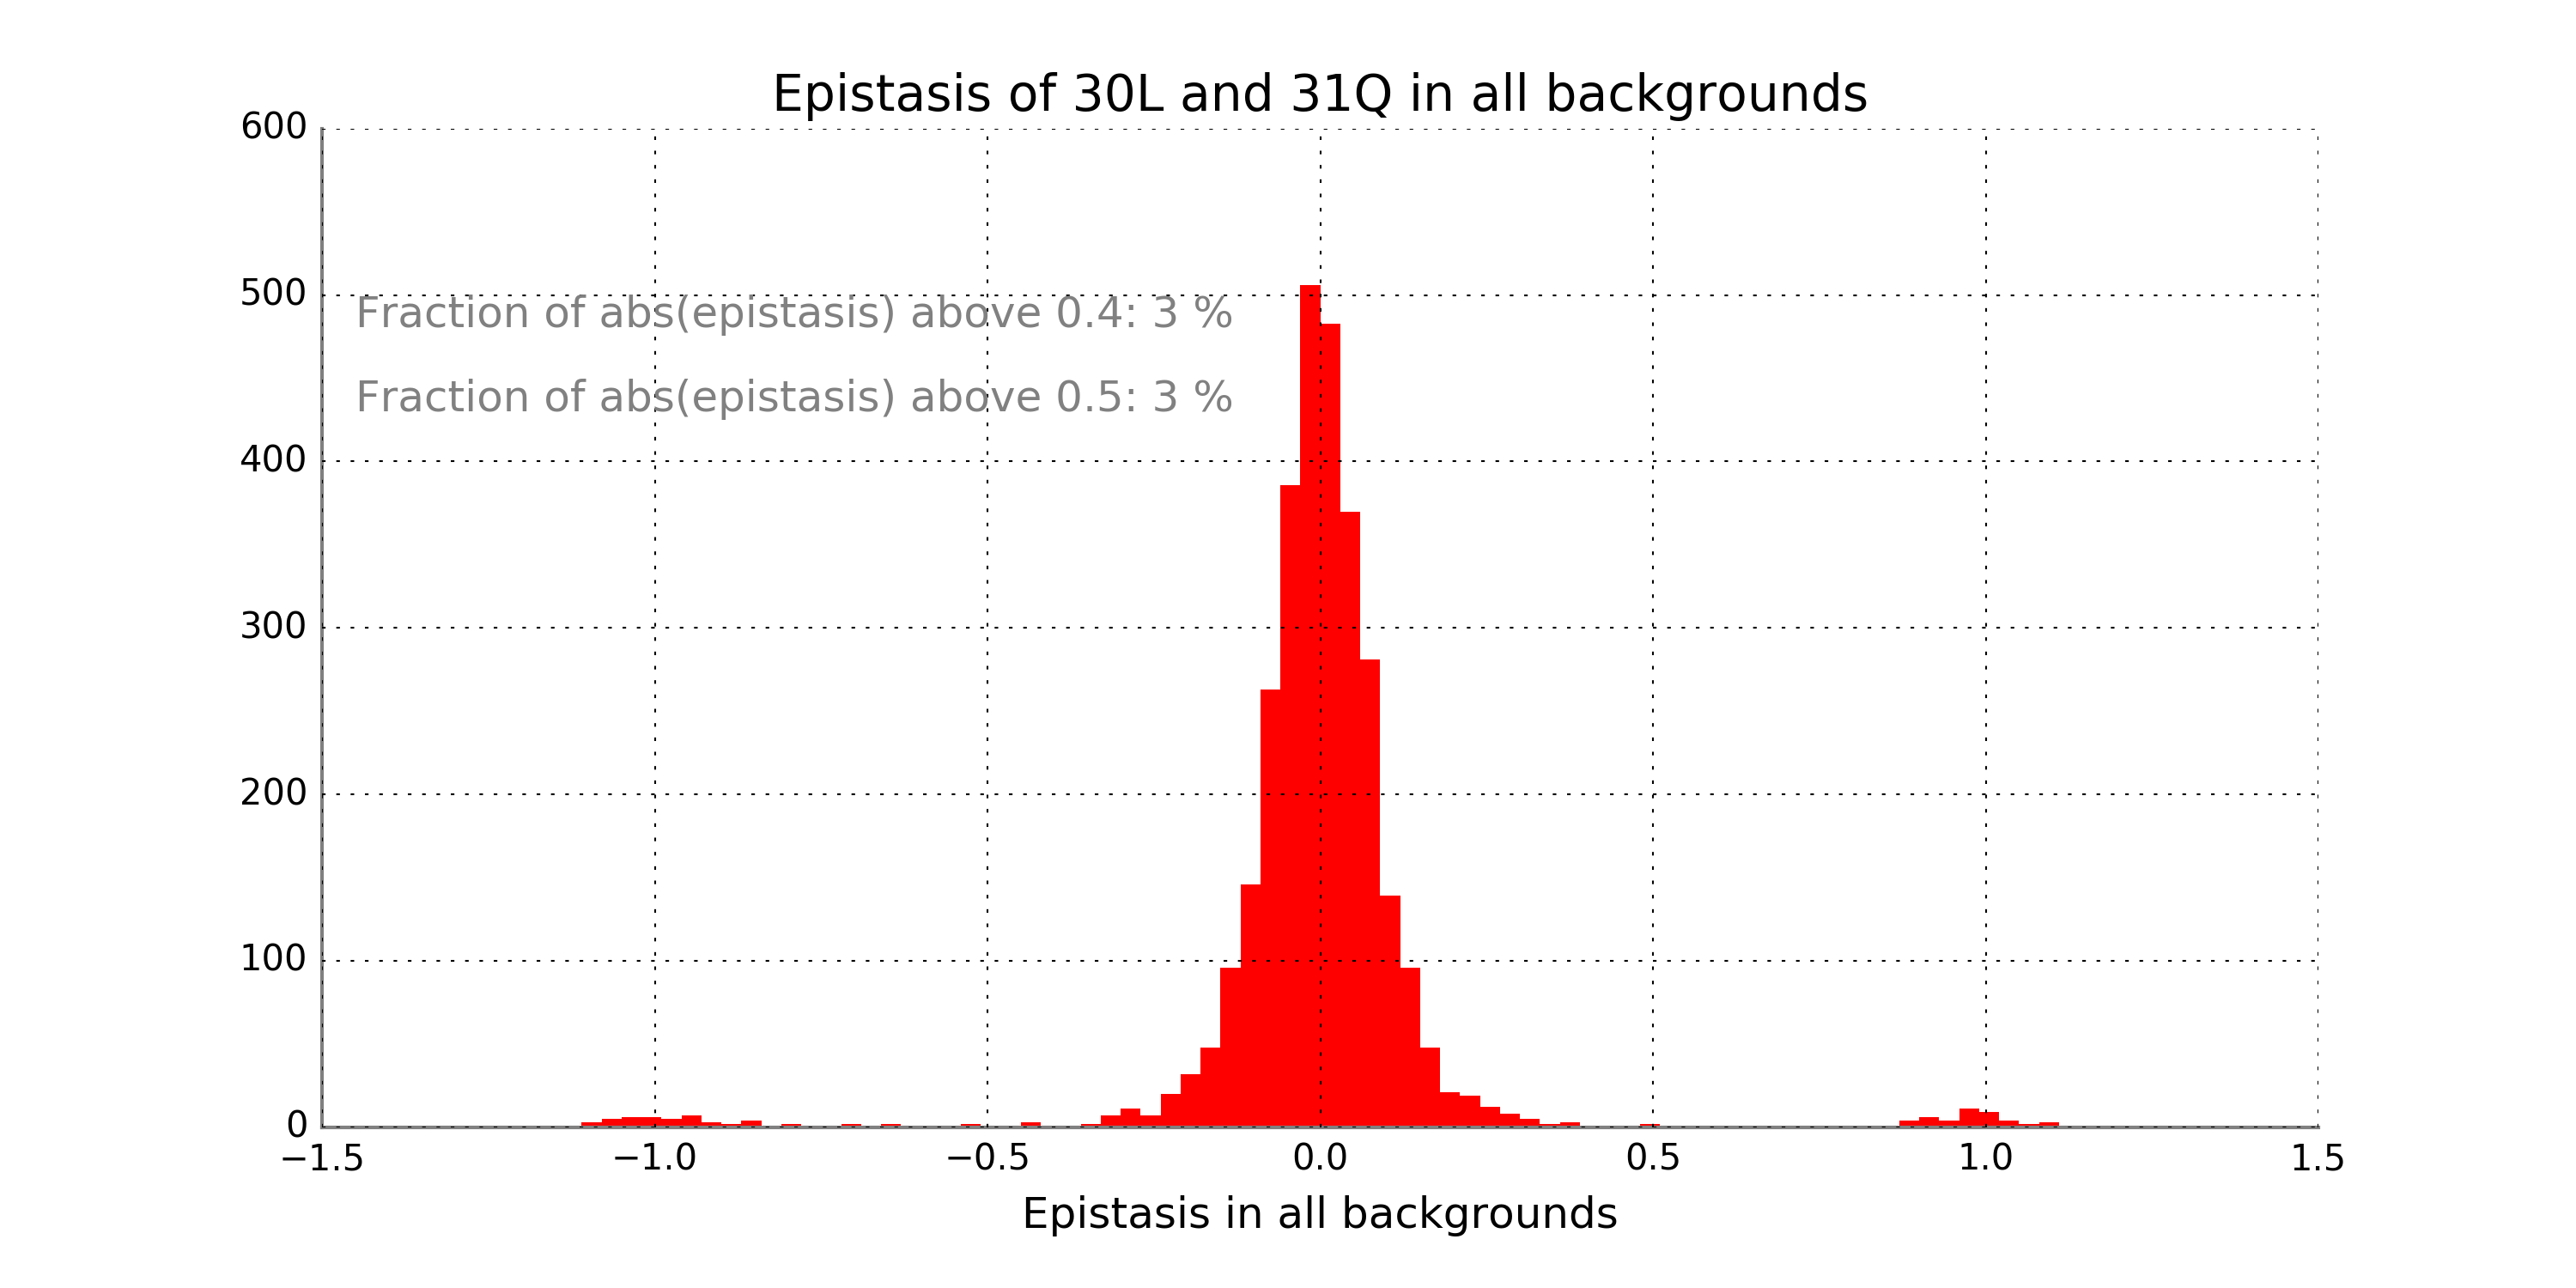 Epistasis of 30L and 31Q in all backgrounds
600
500
Fraction of abs(epistasis) above 0.4: 3 %
Fraction of abs(epistasis) above 0.5: 3 %
400
300
200
100
0
−1.5 −1.0 −0.5 0.0 0.5 1.0 1.5
Epistasis in all backgrounds